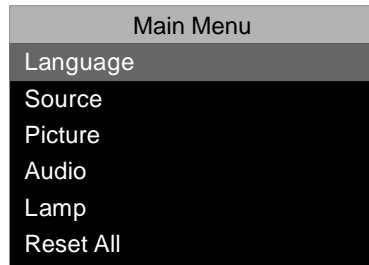 Main Menu
Language
Source
Picture
Audio
Lamp
Reset All